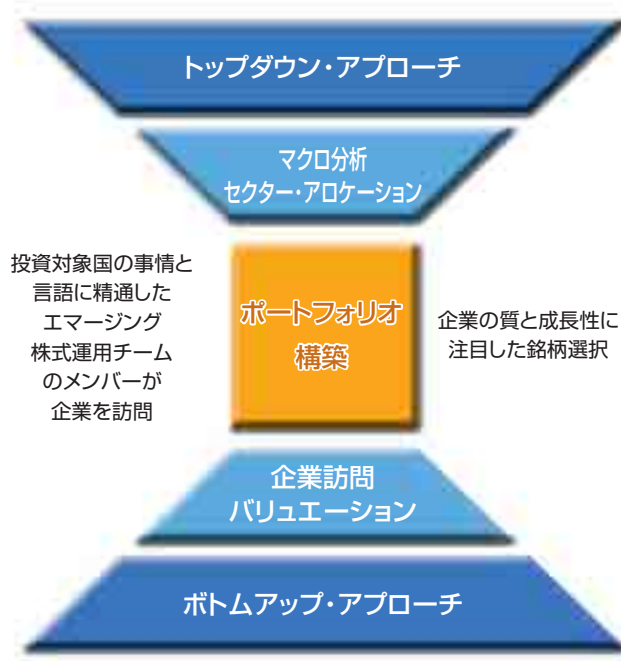 トップダウン・アプローチ
マクロ分析
セクター・アロケーション
投資対象国の事情と
言語に精通した
エマージング
株式運用チーム
のメンバーが
企業を訪問
ポートフォリオ
構築
企業の質と成長性に
注目した銘柄選択
企業訪問
バリュエーション
ボトムアップ・アプローチ